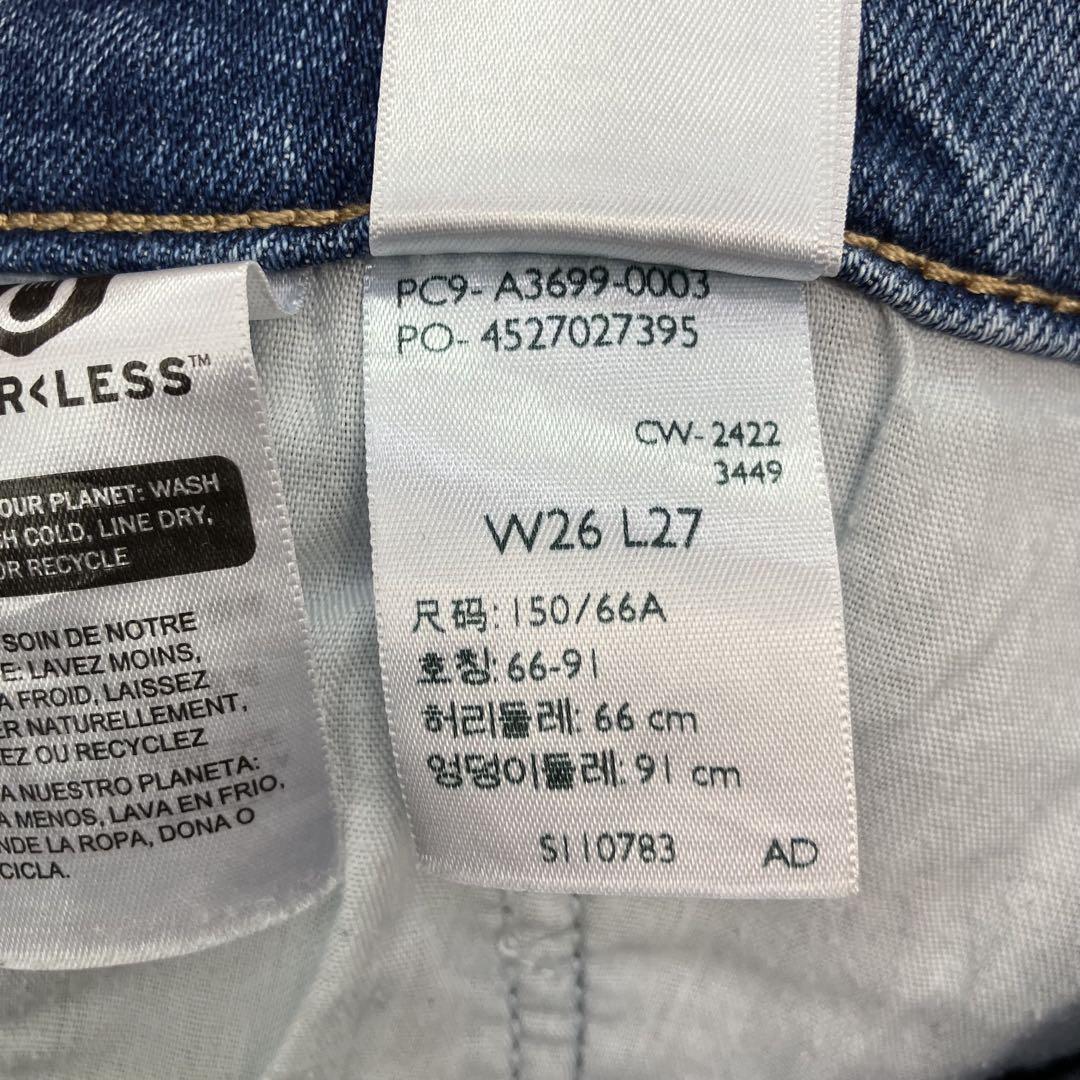 R<LESS™
OUR PLANET: WASH
H COLD, LINE DRY,
OR RECYCLE
SOIN DE NOTRE
E: LAVEZ MOINS,
A FROID, LAISSEZ
ER NATURELLEMENT,
EZ OU RECYCLEZ
A NUESTRO PLANETA:
A MENOS, LAVA EN FRIO,
NDE LA ROPA, DONA O
CICLA.
PC9- A3699-0003
PO- 4527027395
CW- 2422
3449
W26 L27
尺码: 150/66A
호칭: 66-91
허리둘레: 66 cm
엉덩이둘레: 91 cm
S110783 AD